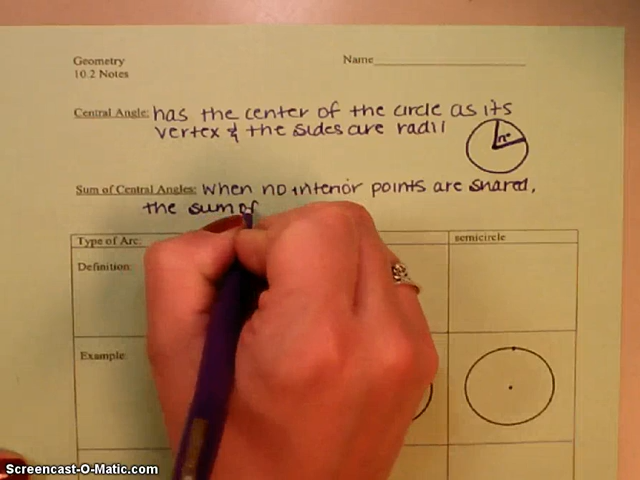 Geometry
Name
10.2 Notes
Central Angle: has the center of the circle as its
vertex & the sides are radii
n°
Sum of Central Angles: when no interior points are shared,
the sum of
Type of Arc:
semicircle
Definition:
Example:
Screencast-O-Matic.com